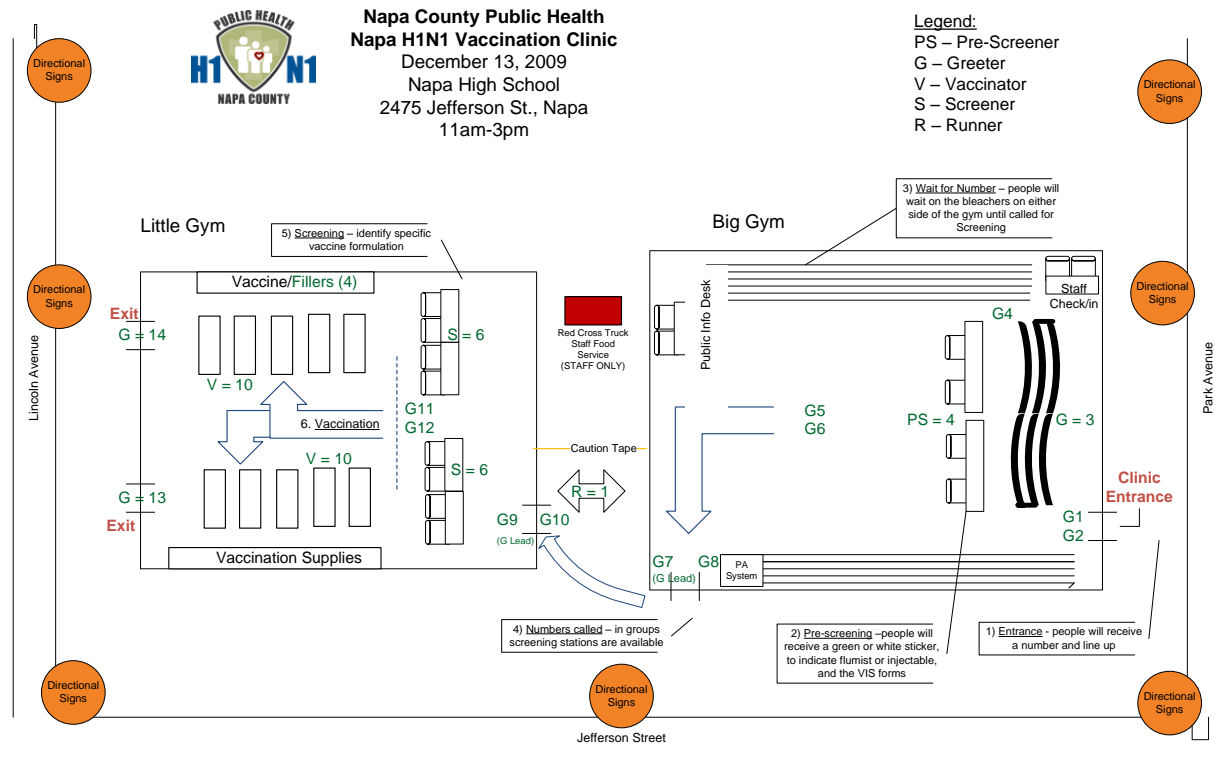 PUBLIC HEALTH
H1 N1
NAPA COUNTY
Napa County Public Health
Napa H1N1 Vaccination Clinic
December 13, 2009
Napa High School
2475 Jefferson St., Napa
11am-3pm
Legend:
PS – Pre-Screener
G – Greeter
V – Vaccinator
S – Screener
R – Runner
Directional
Signs
Directional
Signs
Directional
Signs
Directional
Signs
Directional
Signs
Directional
Signs
Directional
Signs
Lincoln Avenue
Park Avenue
Jefferson Street
Little Gym
5) Screening – identify specific
vaccine formulation
Vaccine/Fillers (4)
Exit
G = 14
V = 10
S = 6
G11
G12
6. Vaccination
V = 10
S = 6
G = 13
Exit
G9 G10
(G Lead)
Vaccination Supplies
Red Cross Truck
Staff Food
Service
(STAFF ONLY)
Caution Tape
R = 1
4) Numbers called – in groups
screening stations are available
Big Gym
3) Wait for Number – people will
wait on the bleachers on either
side of the gym until called for
Screening
Public Info Desk
Staff
Check/in
G4
G5
G6
PS = 4
G = 3
Clinic
Entrance
G1
G2
G7 G8
(G Lead)
PA
System
2) Pre-screening –people will
receive a green or white sticker,
to indicate flumist or injectable,
and the VIS forms
1) Entrance - people will receive
a number and line up